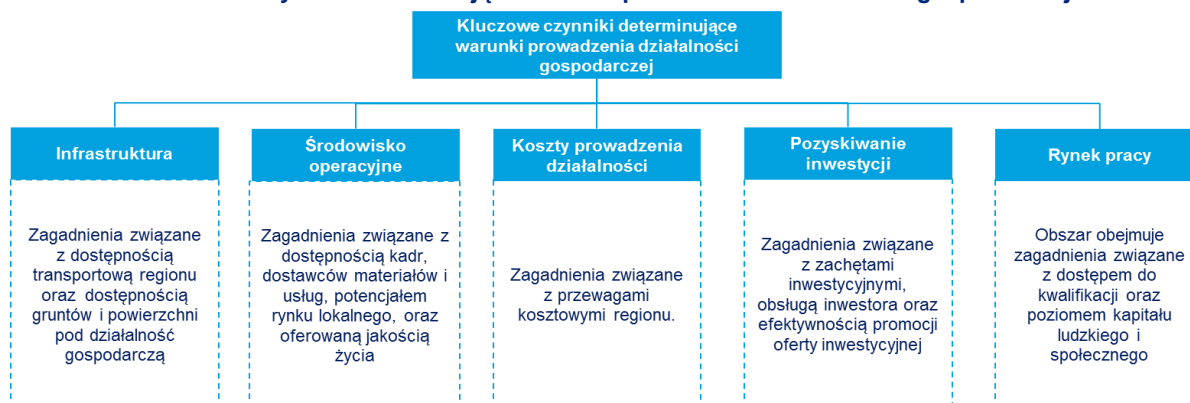 Kluczowe czynniki determinujące
warunki prowadzenia działalności
gospodarczej
Infrastruktura
Zagadnienia związane
z dostępnością
transportową regionu
oraz dostępnością
gruntów i powierzchni
pod działalność
gospodarczą
Środowisko
operacyjne
Zagadnienia związane z
dostępnością kadr,
dostawców materiałów i
usług, potencjałem
rynku lokalnego, oraz
oferowaną jakością
życia
Koszty prowadzenia
działalności
Zagadnienia związane
z przewagami
kosztowymi regionu.
Pozyskiwanie
inwestycji
Zagadnienia związane
z zachętami
inwestycyjnymi,
obsługą inwestora oraz
efektywnością promocji
oferty inwestycyjnej
Rynek pracy
Obszar obejmuje
zagadnienia związane
z dostępem do
kwalifikacji oraz
poziomem kapitału
ludzkiego i
społecznego